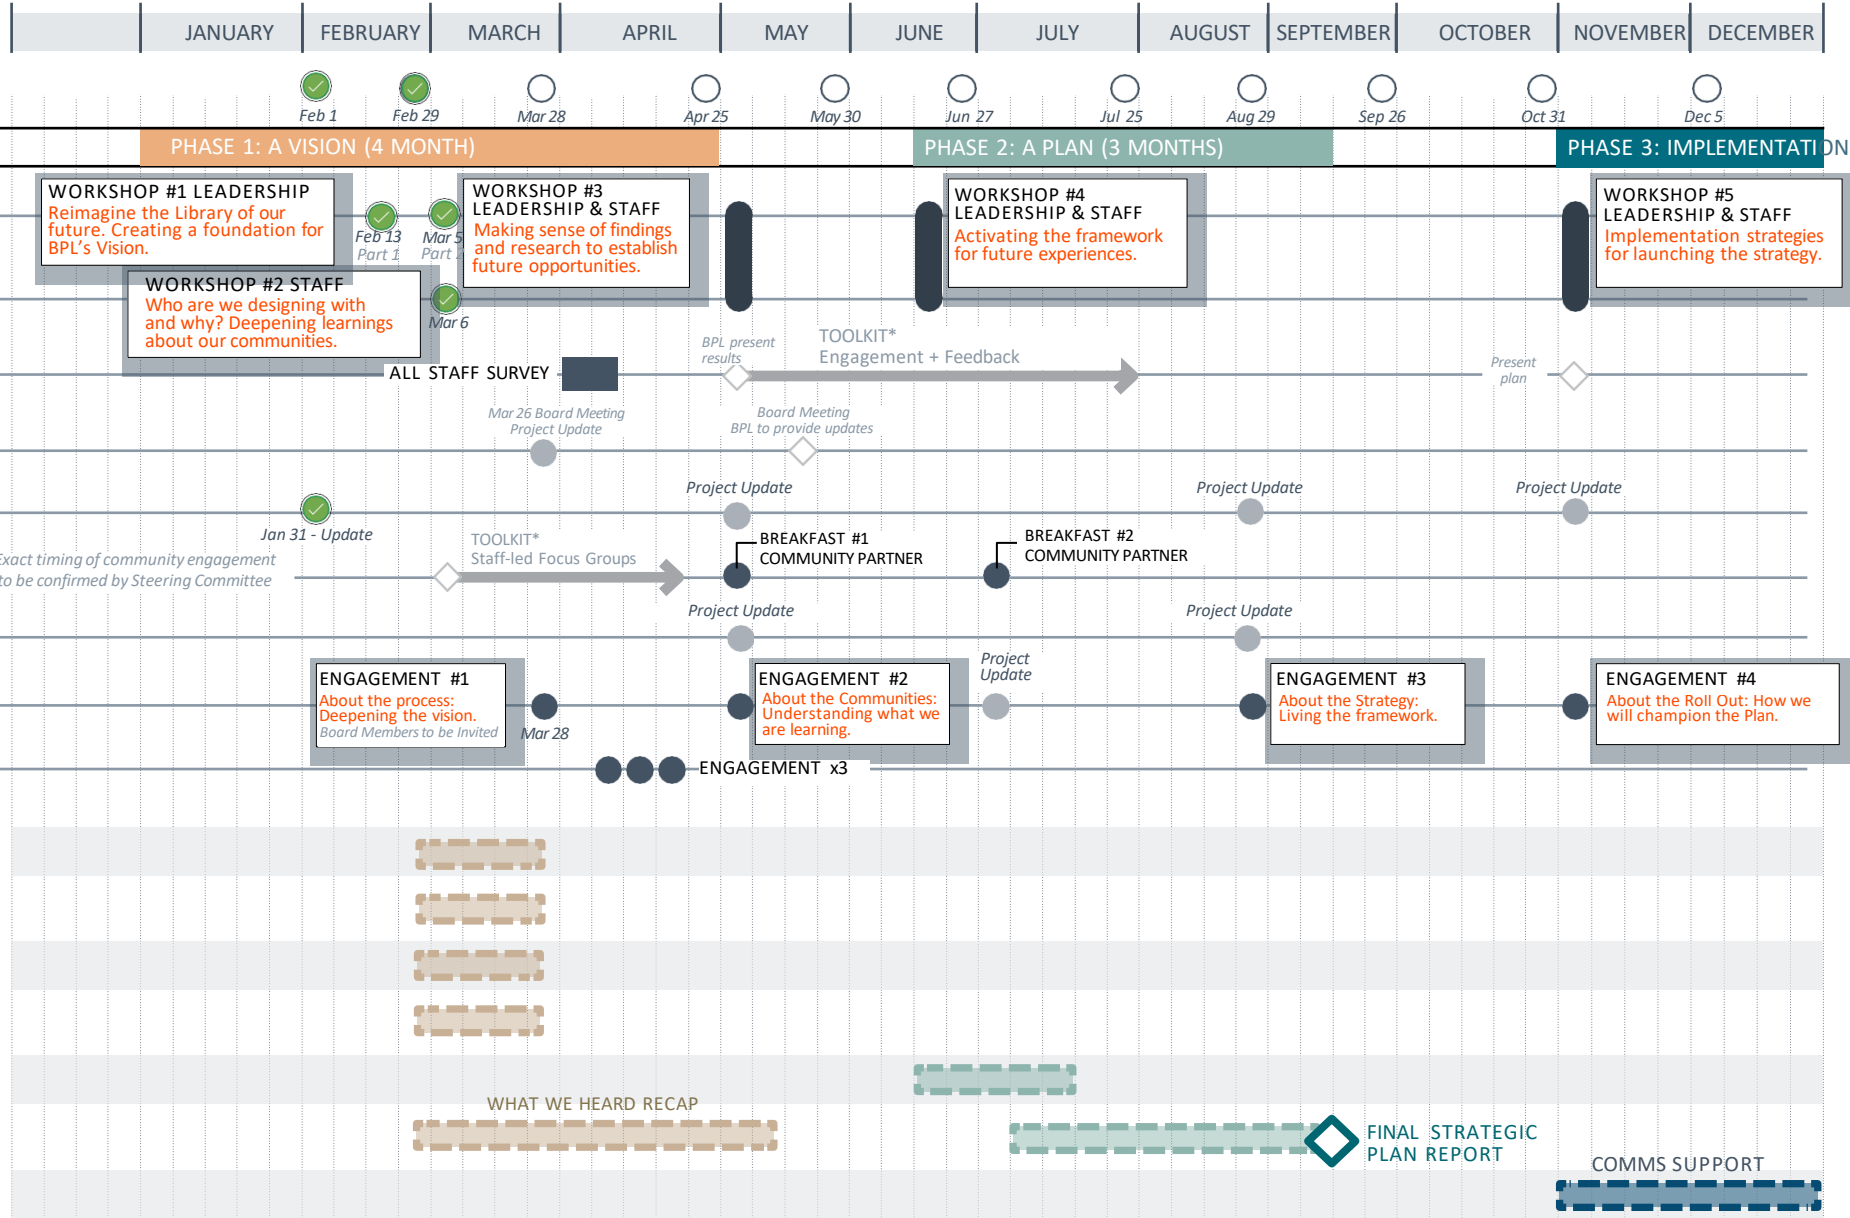 JANUARY
FEBRUARY
MARCH
APRIL
MAY
JUNE
JULY
AUGUST
SEPTEMBER
OCTOBER
NOVEMBER
DECEMBER
Feb 1
Feb 29
Mar 28
Apr 25
May 30
Jun 27
Jul 25
Aug 29
Sep 26
Oct 31
Dec 5
PHASE 1: A VISION (4 MONTH)
PHASE 2: A PLAN (3 MONTHS)
PHASE 3: IMPLEMENTATION
WORKSHOP #1 LEADERSHIP
Reimagine the Library of our
future. Creating a foundation for
BPL's Vision.
Feb 13
Part 1
Mar 5
Part
WORKSHOP #3
LEADERSHIP & STAFF
Making sense of findings
and research to establish
future opportunities.
WORKSHOP #4
LEADERSHIP & STAFF
Activating the framework
for future experiences.
WORKSHOP #5
LEADERSHIP & STAFF
Implementation strategies
for launching the strategy.
WORKSHOP #2 STAFF
Who are we designing with
and why? Deepening learnings
about our communities.
Mar 6
ALL STAFF SURVEY
BPL present
results
TOOLKIT*
Engagement + Feedback
Present
plan
Mar 26 Board Meeting
Project Update
Board Meeting
BPL to provide updates
Jan 31 - Update
Project Update
Project Update
Project Update
Exact timing of community engagement
to be confirmed by Steering Committee
TOOLKIT*
Staff-led Focus Groups
BREAKFAST #1
COMMUNITY PARTNER
BREAKFAST #2
COMMUNITY PARTNER
Project Update
Project Update
ENGAGEMENT #1
About the process:
Deepening the vision.
Board Members to be Invited
Mar 28
ENGAGEMENT #2
About the Communities:
Understanding what we
are learning.
Project
Update
ENGAGEMENT #3
About the Strategy:
Living the framework.
ENGAGEMENT #4
About the Roll Out: How we
will champion the Plan.
ENGAGEMENT x3
WHAT WE HEARD RECAP
FINAL STRATEGIC
PLAN REPORT
COMMS SUPPORT